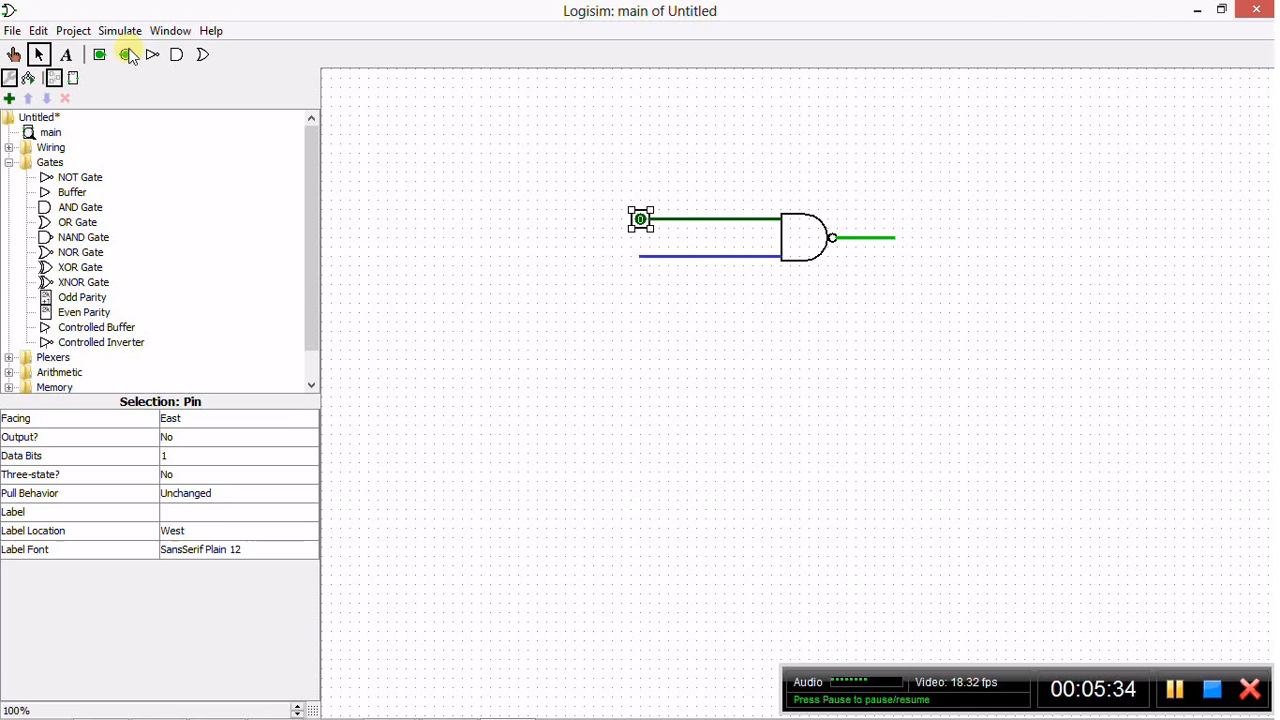 Logisim: main of Untitled
File Edit Project Simulate Window Help
A
Untitled*
main
Wiring
Gates
NOT Gate
Buffer
AND Gate
OR Gate
NAND Gate
NOR Gate
XOR Gate
XNOR Gate
Odd Parity
Even Parity
Controlled Buffer
Controlled Inverter
Plexers
Arithmetic
Memory
0
Selection: Pin
Facing East
Output? No
Data Bits 1
Three-state? No
Pull Behavior Unchanged
Label
Label Location West
Label Font SansSerif Plain 12
100%
Audio Video: 18.32 fps
Press Pause to pause/resume
00:05:34